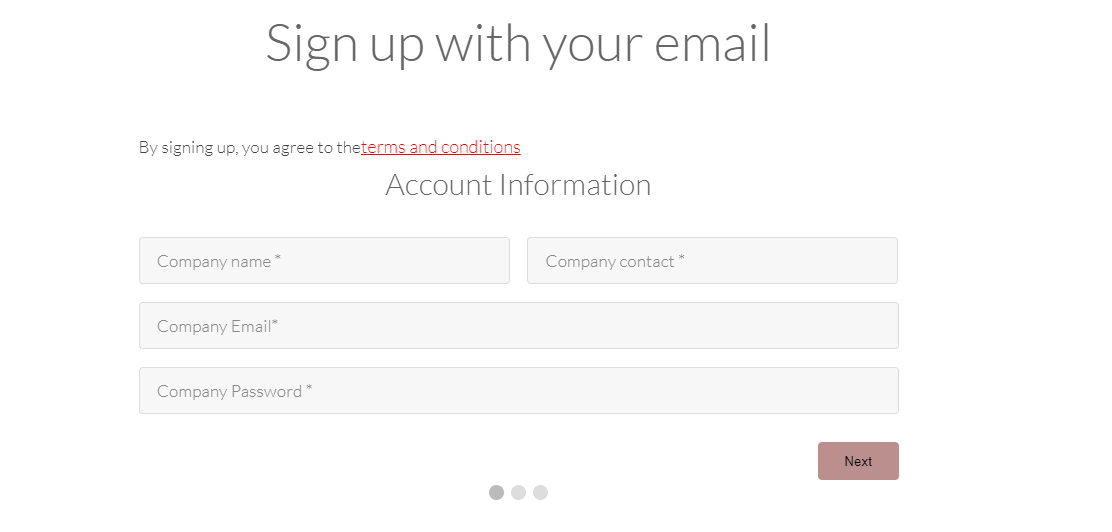 Sign up with your email
By signing up, you agree to theterms and conditions
Account Information
Company name *
Company contact *
Company Email*
Company Password *
Next